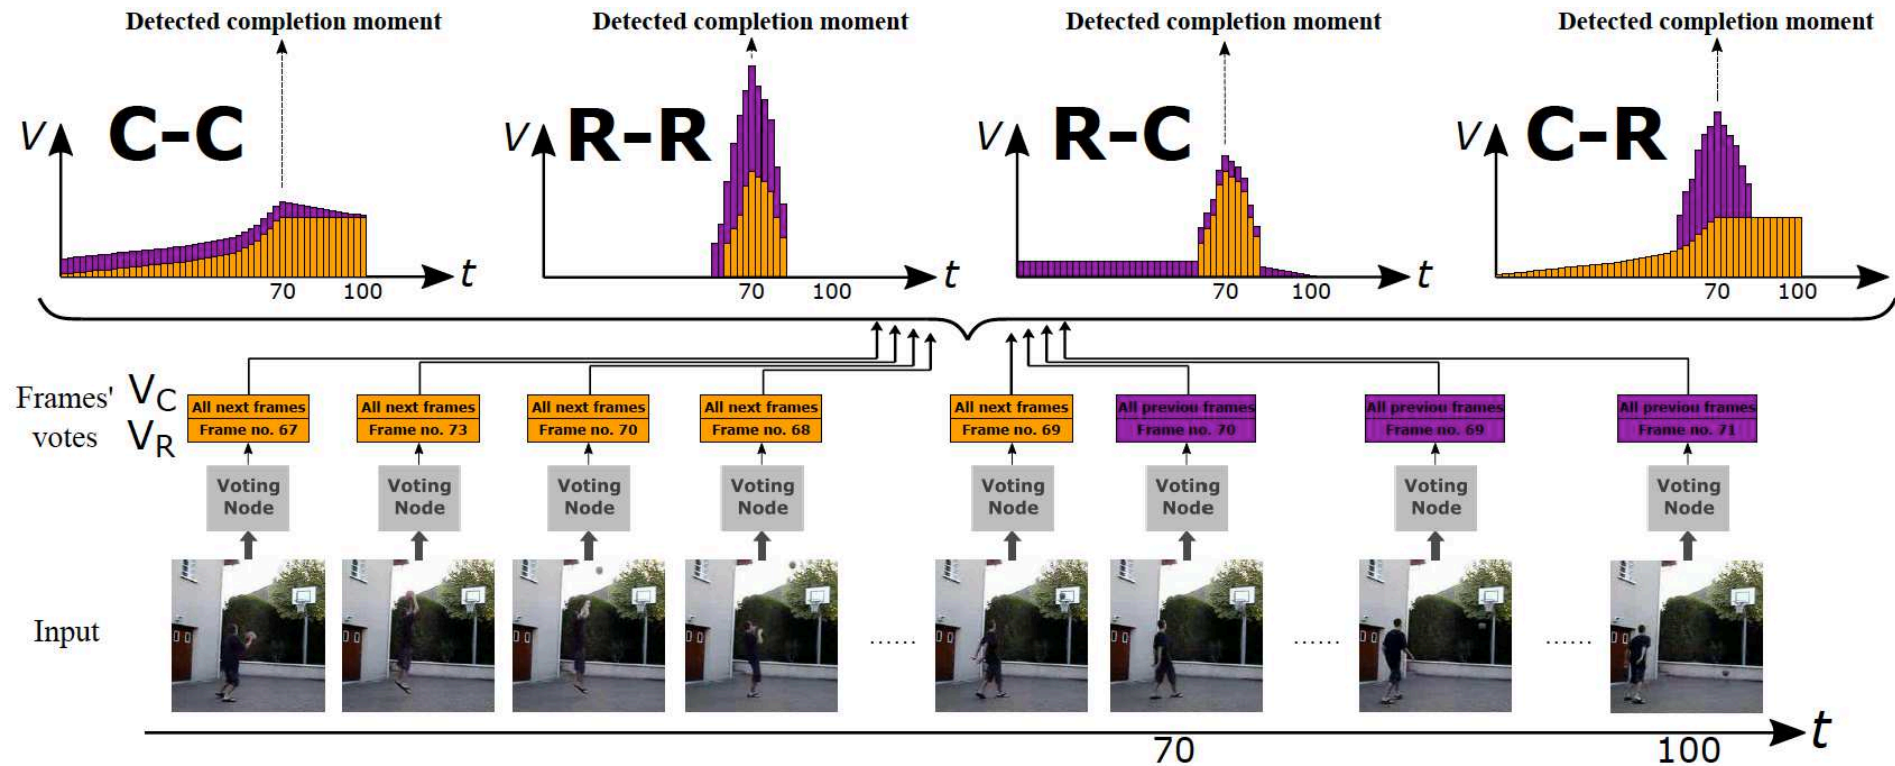 Detected completion moment Detected completion moment Detected completion moment Detected completion moment
V C-C V R-R V R-C V C-R
t t t t
70 100 70 100 70 100 70 100
Frames' votes
V_C All next frames All next frames All next frames All next frames All next frames All previou frames All previou frames All previou frames
V_R Frame no. 67 Frame no. 73 Frame no. 70 Frame no. 68 Frame no. 69 Frame no. 70 Frame no. 69 Frame no. 71
Voting Voting Voting Voting Voting Voting Voting Voting
Node Node Node Node Node Node Node Node
Input ...... ...... ......
70 100 t